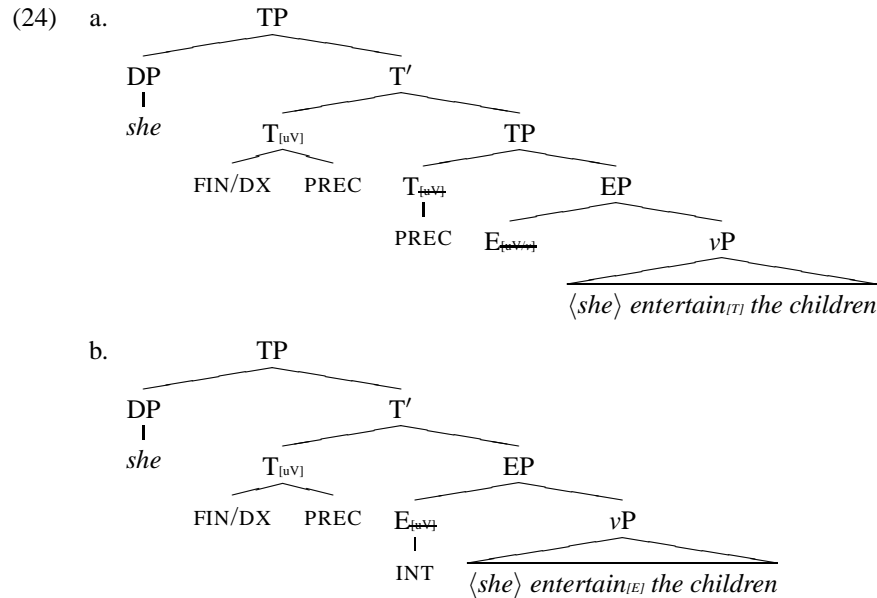 (24) a. TP
DP T′
she T[uV] TP
FIN/DX PREC T[uV] EP
PREC E[uV/v] vP
⟨she⟩ entertain[T] the children
b. TP
DP T′
she T[uV] EP
FIN/DX PREC E[uV] vP
INT ⟨she⟩ entertain[E] the children